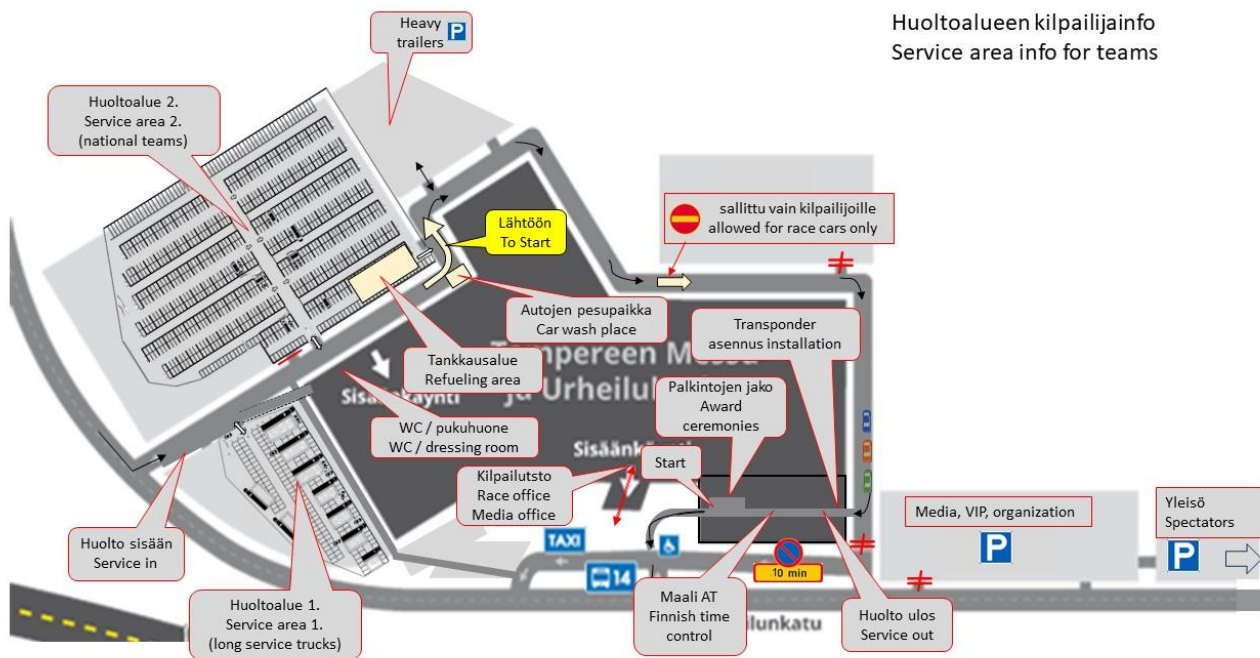 Huoltoalueen kilpailijainfo
Service area info for teams
Heavy
trailers
P
Huoltoalue 2.
Service area 2.
(national teams)
Lähtöön
To Start
sallittu vain kilpailijoille
allowed for race cars only
Autojen pesupaikka
Car wash place
Transponder
asennus installation
Tankkausalue
Refueling area
Tampereen Messu
ja Urheiluk
Sisäänkäynti
Palkintojen jako
Award
ceremonies
WC / pukuhuone
WC / dressing room
Sisäänkäynti
Start
Kilpailutsto
Race office
Media office
Huolto sisään
Service in
Media, VIP, organization
P
Yleisö
Spectators
P
TAXI
14
10 min
Huoltoalue 1.
Service area 1.
(long service trucks)
Maali AT
Finnish time
control
Huolto ulos
Service out
ilunkatu